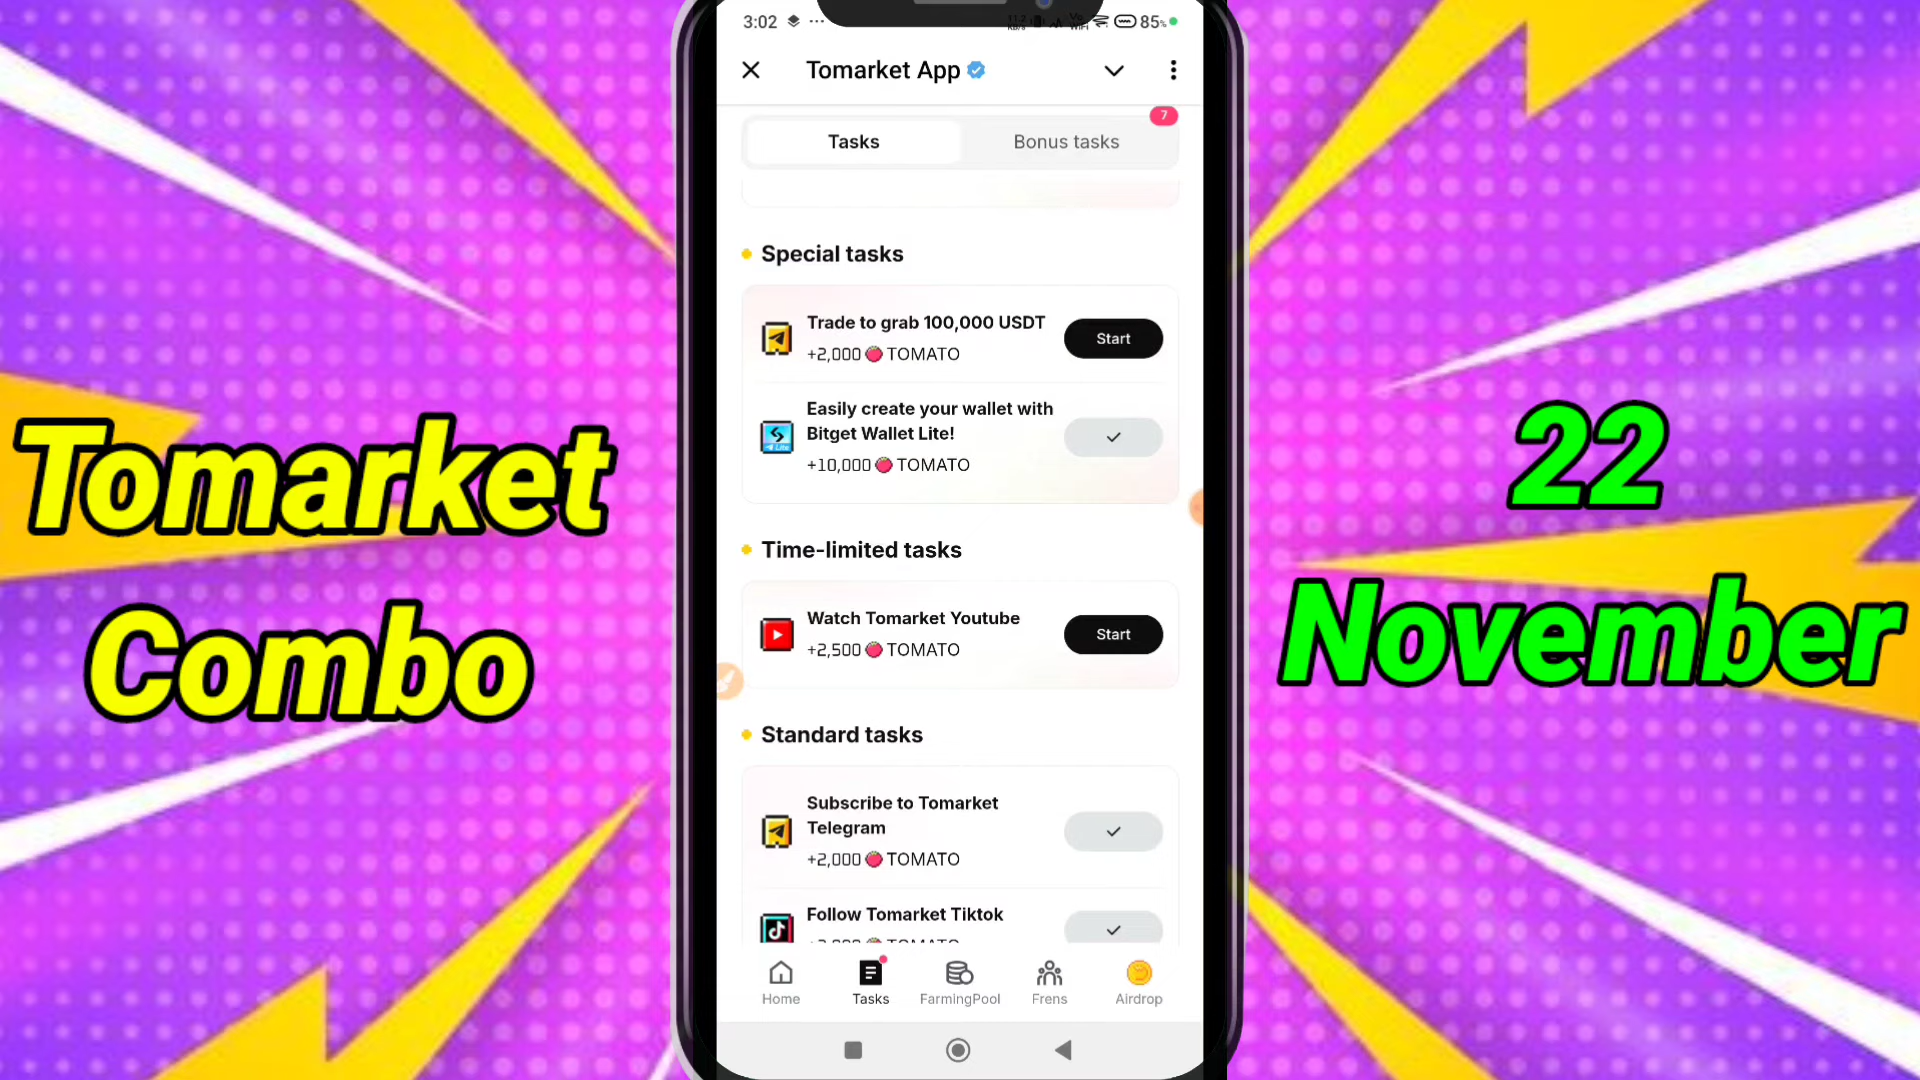 3:02
85%
Tomarket App
7
Tasks
Bonus tasks
Special tasks
Trade to grab 100,000 USDT
+2,000 TOMATO
Start
Easily create your wallet with
Bitget Wallet Lite!
+10,000 TOMATO
Time-limited tasks
Watch Tomarket Youtube
+2,500 TOMATO
Start
Standard tasks
Subscribe to Tomarket
Telegram
+2,000 TOMATO
Follow Tomarket Tiktok
Home
Tasks
FarmingPool
Frens
Airdrop
Tomarket
Combo
22
November